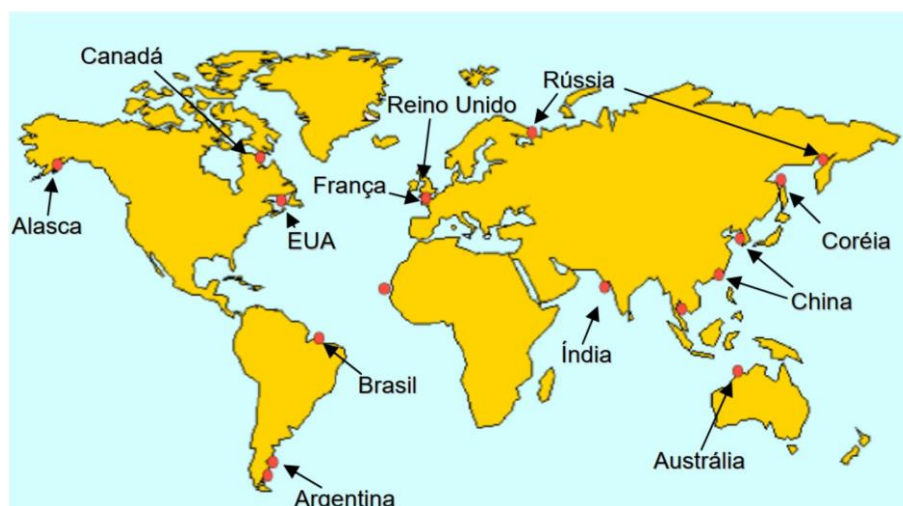 Canadá
Rússia
Reino Unido
França
Alasca
EUA
Coréia
China
Índia
Brasil
Austrália
Argentina